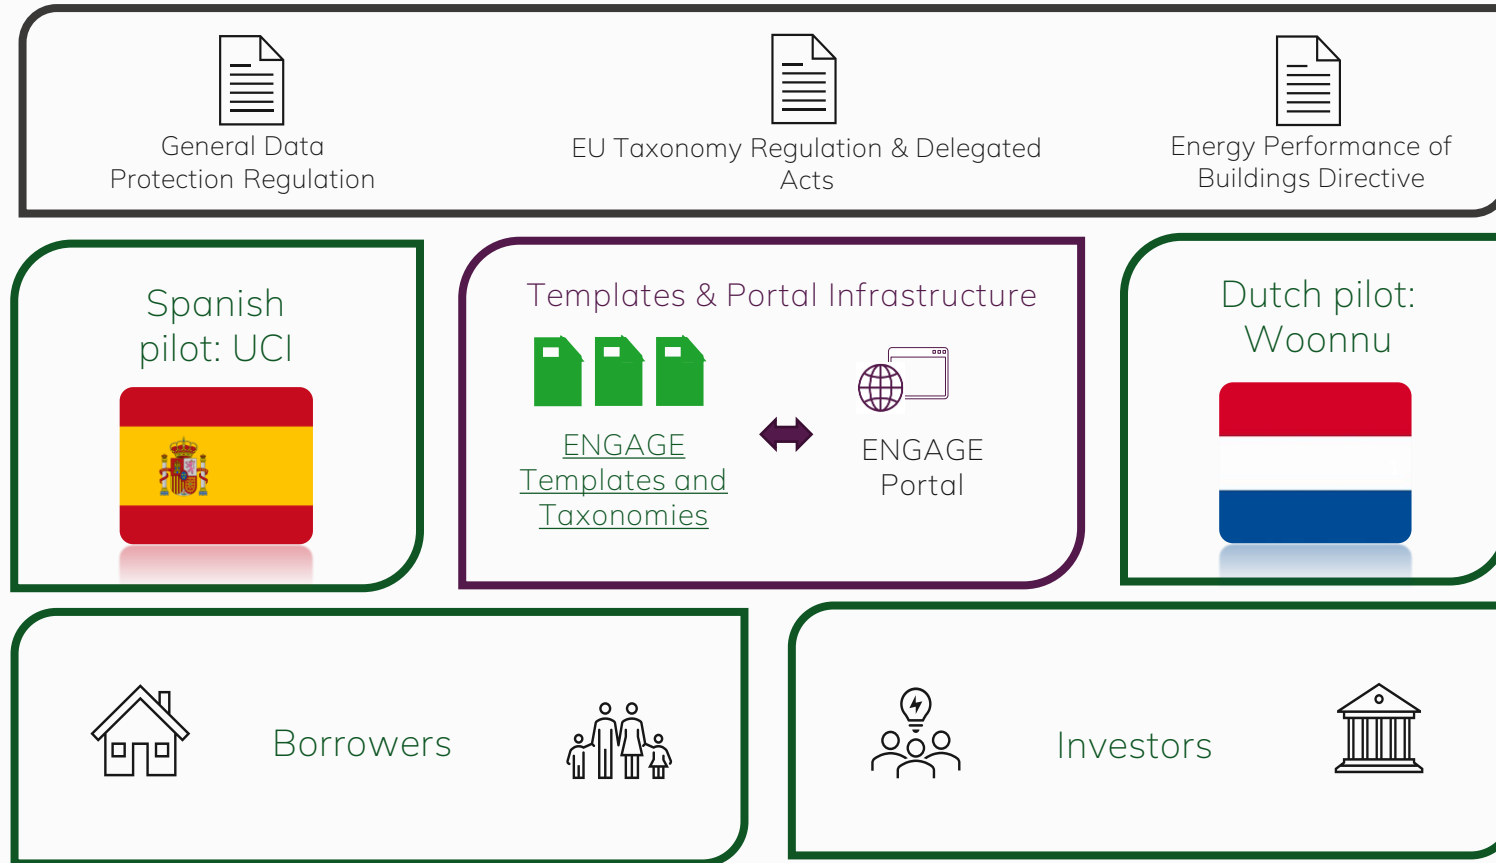 General Data
Protection Regulation
EU Taxonomy Regulation & Delegated
Acts
Energy Performance of
Buildings Directive
Spanish
pilot: UCI
Templates & Portal Infrastructure
ENGAGE
Templates and
Taxonomies
ENGAGE
Portal
Dutch pilot:
Woonnu
Borrowers
Investors